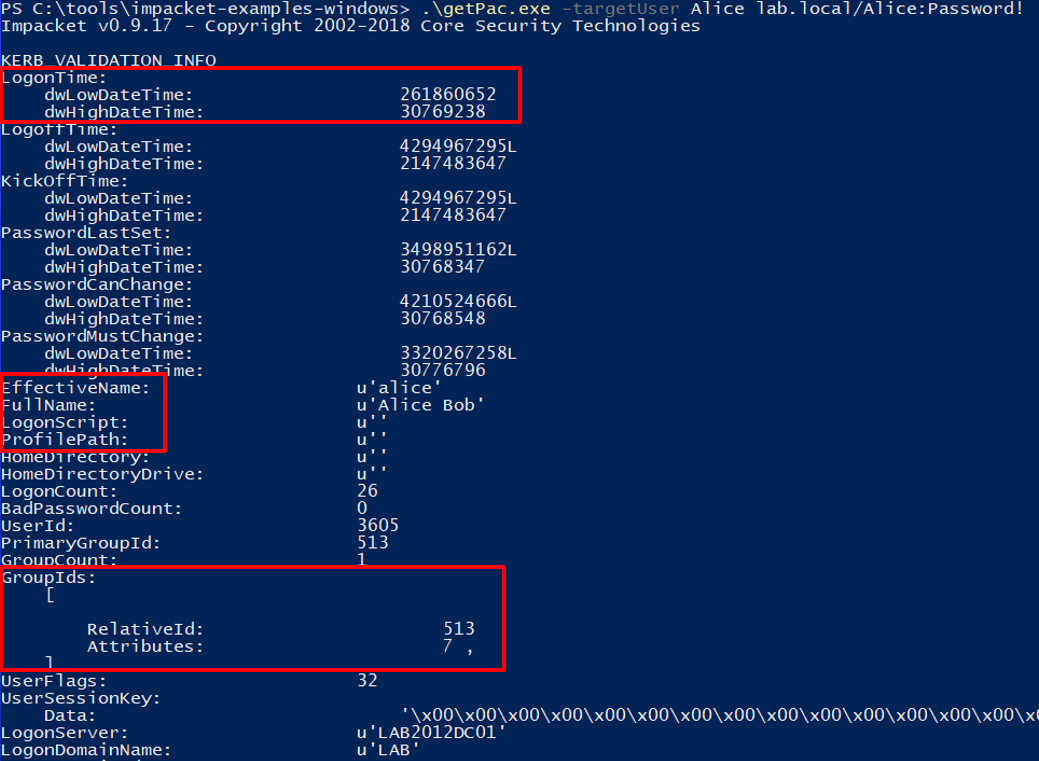 PS C:\tools\impacket-examples-windows> .\getPac.exe -targetUser Alice lab.local/Alice:Password!
Impacket v0.9.17 - Copyright 2002-2018 Core Security Technologies
KERB_VALIDATION_INFO
LogonTime:
dwLowDateTime: 261860652
dwHighDateTime: 30769238
LogoffTime:
dwLowDateTime: 4294967295L
dwHighDateTime: 2147483647
KickOffTime:
dwLowDateTime: 4294967295L
dwHighDateTime: 2147483647
PasswordLastSet:
dwLowDateTime: 3498951162L
dwHighDateTime: 30768347
PasswordCanChange:
dwLowDateTime: 4210524666L
dwHighDateTime: 30768548
PasswordMustChange:
dwLowDateTime: 3320267258L
dwHighDateTime: 30776796
EffectiveName: u'alice'
FullName: u'Alice Bob'
LogonScript: u''
ProfilePath: u''
HomeDirectory: u''
HomeDirectoryDrive: u''
LogonCount: 26
BadPasswordCount: 0
UserId: 3605
PrimaryGroupId: 513
GroupCount: 1
GroupIds:
[
RelativeId: 513
Attributes: 7 ,
]
UserFlags: 32
UserSessionKey:
Data: '\x00\x00\x00\x00\x00\x00\x00\x00\x00\x00\x00\x00\x00\x00\x0
LogonServer: u'LAB2012DC01'
LogonDomainName: u'LAB'